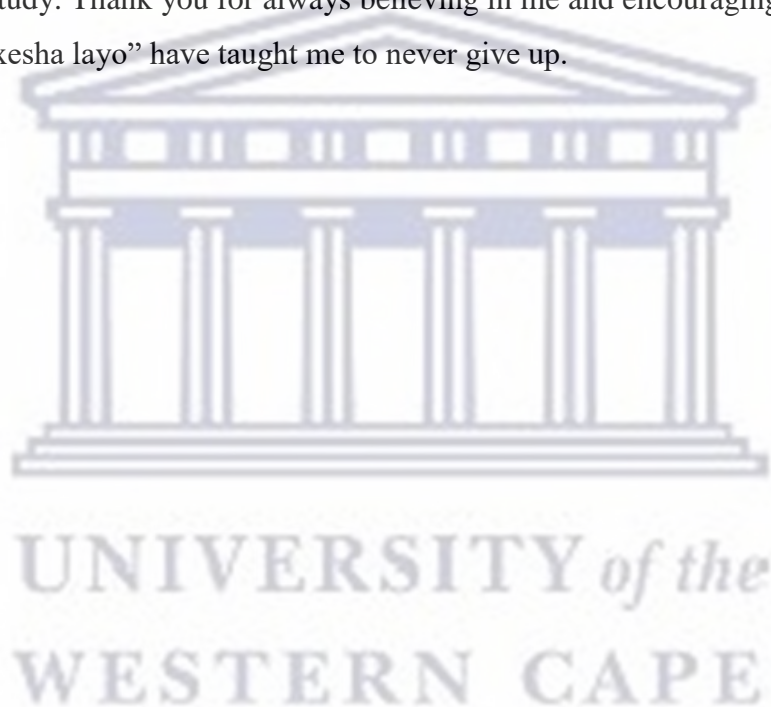 study. Thank you for always believing in me and encouraging
xesha layo” have taught me to never give up.
UNIVERSITY of the
WESTERN CAPE